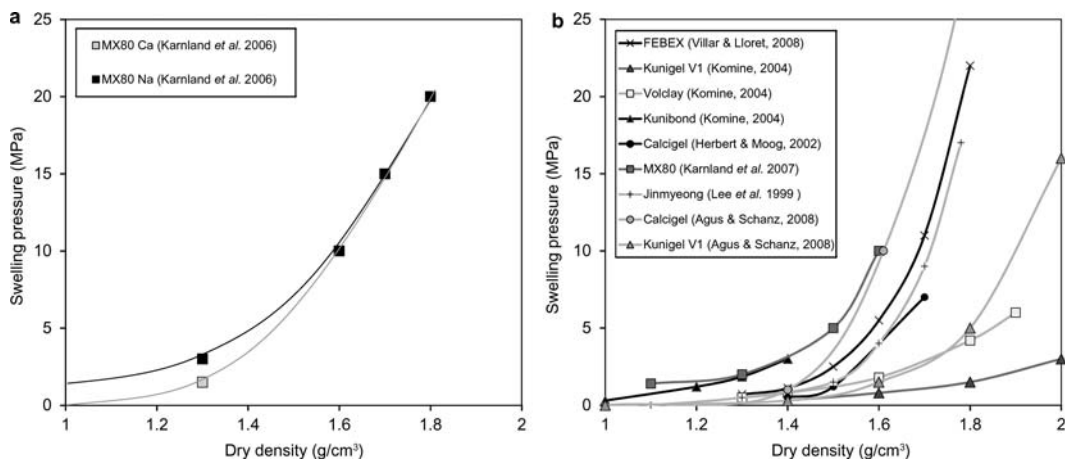 a
25
20
15
10
5
0
1
1.2
1.4
1.6
1.8
2
Swelling pressure (MPa)
Dry density (g/cm³)
MX80 Ca (Karnland et al. 2006)
MX80 Na (Karnland et al. 2006)
b
25
20
15
10
5
0
1
1.2
1.4
1.6
1.8
2
Swelling pressure (MPa)
Dry density (g/cm³)
FEBEX (Villar & Lloret, 2008)
Kunigel V1 (Komine, 2004)
Volclay (Komine, 2004)
Kunibond (Komine, 2004)
Calcigel (Herbert & Moog, 2002)
MX80 (Karnland et al. 2007)
Jinmyeong (Lee et al. 1999 )
Calcigel (Agus & Schanz, 2008)
Kunigel V1 (Agus & Schanz, 2008)